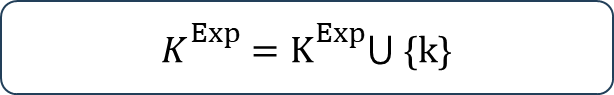 K^Exp = K^Exp ∪ {k}